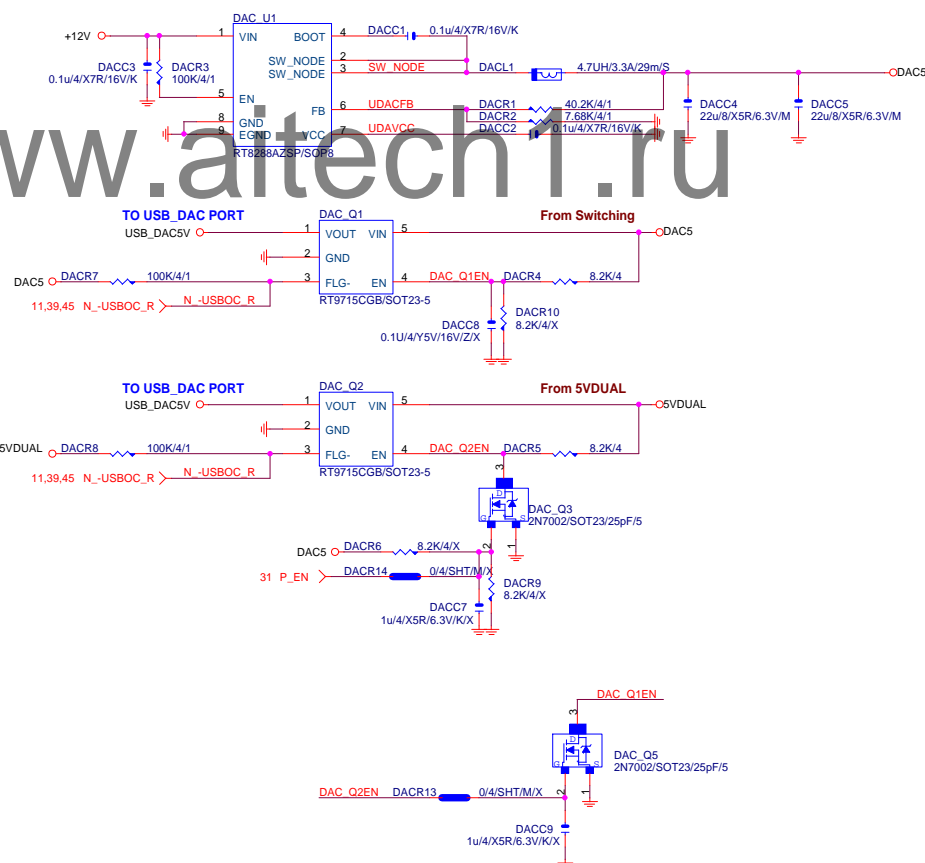 DAC_U1
+12V 1 VIN BOOT 4 DACC1 0.1u/4/X7R/16V/K
SW_NODE 2
SW_NODE 3 SW_NODE DACL1 4.7UH/3.3A/29m/S DAC5
DACC3
0.1u/4/X7R/16V/K
DACR3
100K/4/1
5 EN
FB 6 UDACFB DACR1 40.2K/4/1
DACR2 7.68K/4/1
8 GND
9 EGND VCC 7 UDAVCC DACC2 0.1u/4/X7R/16V/K
RT8288AZSP/SOP8
DACC4
22u/8/X5R/6.3V/M
DACC5
22u/8/X5R/6.3V/M
ww.aitech1.ru
TO USB_DAC PORT
DAC_Q1
From Switching
USB_DAC5V 1 VOUT VIN 5 DAC5
2 GND
DAC5 DACR7 100K/4/1 3 FLG- EN 4 DAC_Q1EN DACR4 8.2K/4
RT9715CGB/SOT23-5
11,39,45 N_-USBOC_R N_-USBOC_R
DACC8
0.1U/4/Y5V/16V/Z/X
DACR10
8.2K/4/X
TO USB_DAC PORT
DAC_Q2
From 5VDUAL
USB_DAC5V 1 VOUT VIN 5 5VDUAL
2 GND
5VDUAL DACR8 100K/4/1 3 FLG- EN 4 DAC_Q2EN DACR5 8.2K/4
RT9715CGB/SOT23-5
11,39,45 N_-USBOC_R N_-USBOC_R
3
D
G S
DAC_Q3
2N7002/SOT23/25pF/5
2 1
DAC5 DACR6 8.2K/4/X
31 P_EN DACR14 0/4/SHT/M/X
DACR9
8.2K/4/X
DACC7
1u/4/X5R/6.3V/K/X
DAC_Q1EN
3
D
G S
DAC_Q5
2N7002/SOT23/25pF/5
2 1
DAC_Q2EN DACR13 0/4/SHT/M/X
DACC9
1u/4/X5R/6.3V/K/X